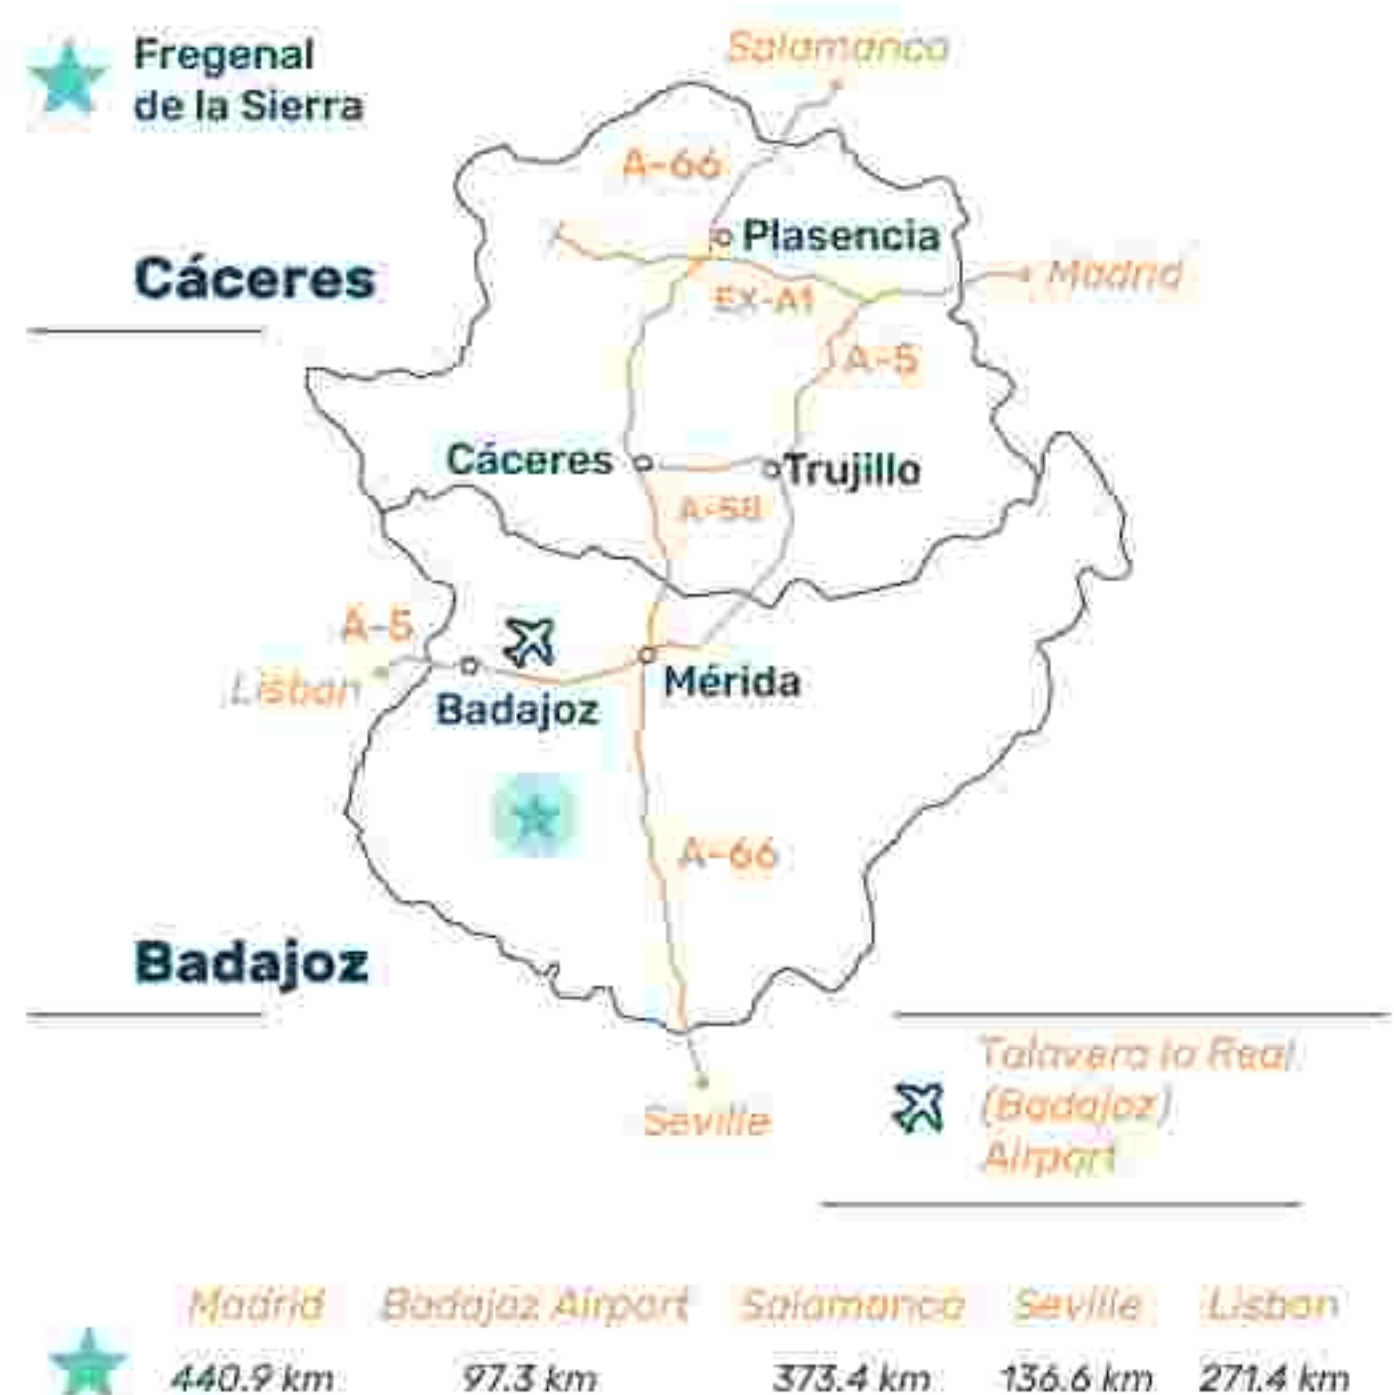 Fregenal
de la Sierra
Salamanca
A-66
Plasencia
Cáceres
Madrid
EX-A1
A-5
Cáceres
Trujillo
A-58
A-5
Lisbon
Mérida
Badajoz
A-66
Badajoz
Seville
Talavera la Real
(Badajoz)
Airport
Madrid Badajoz Airport Salamanca Seville Lisbon
440.9 km 97.3 km 373.4 km 136.6 km 271.4 km